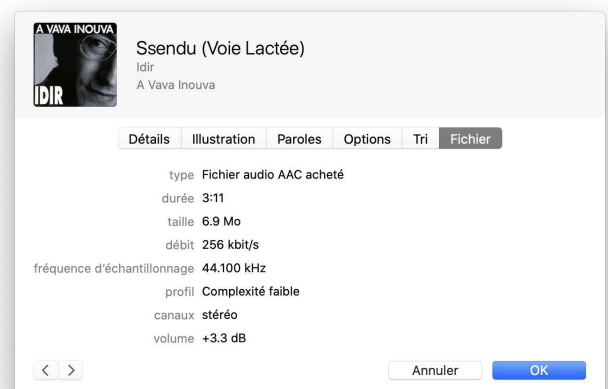 A VAVA INOUVA
IDIR
Ssendu (Voie Lactée)
Idir
A Vava Inouva
Détails Illustration Paroles Options Tri Fichier
type Fichier audio AAC acheté
durée 3:11
taille 6.9 Mo
débit 256 kbit/s
fréquence d'échantillonnage 44.100 kHz
profil Complexité faible
canaux stéréo
volume +3.3 dB
Annuler OK